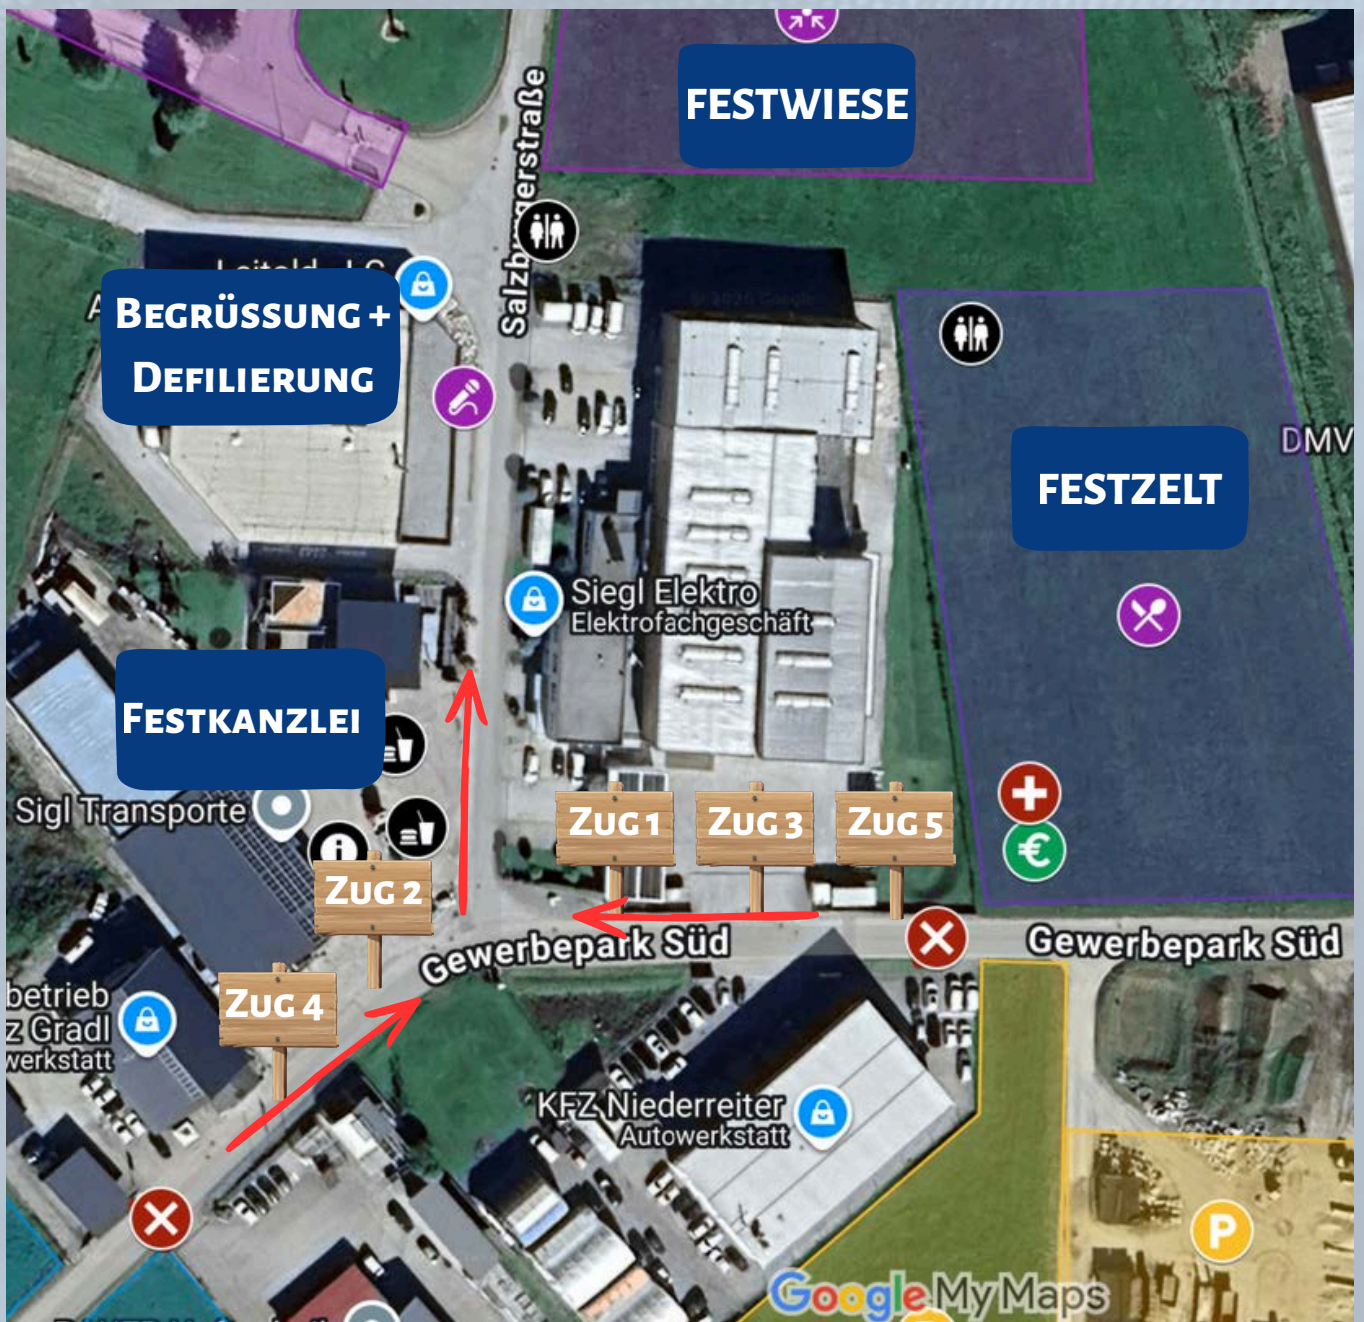 FESTWIESE
Salzburgerstraße
BEGRÜSSUNG +
DEFILIERUNG
FESTZELT
DMV
Siegl Elektro
Elektrofachgeschäft
FESTKANZLEI
Sigl Transporte
ZUG 1
ZUG 3
ZUG 5
ZUG 2
Gewerbepark Süd
Gewerbepark Süd
ZUG 4
betrieb
z Gradl
werkstatt
KFZ Niederreiter
Autowerkstatt
P
Google My Maps